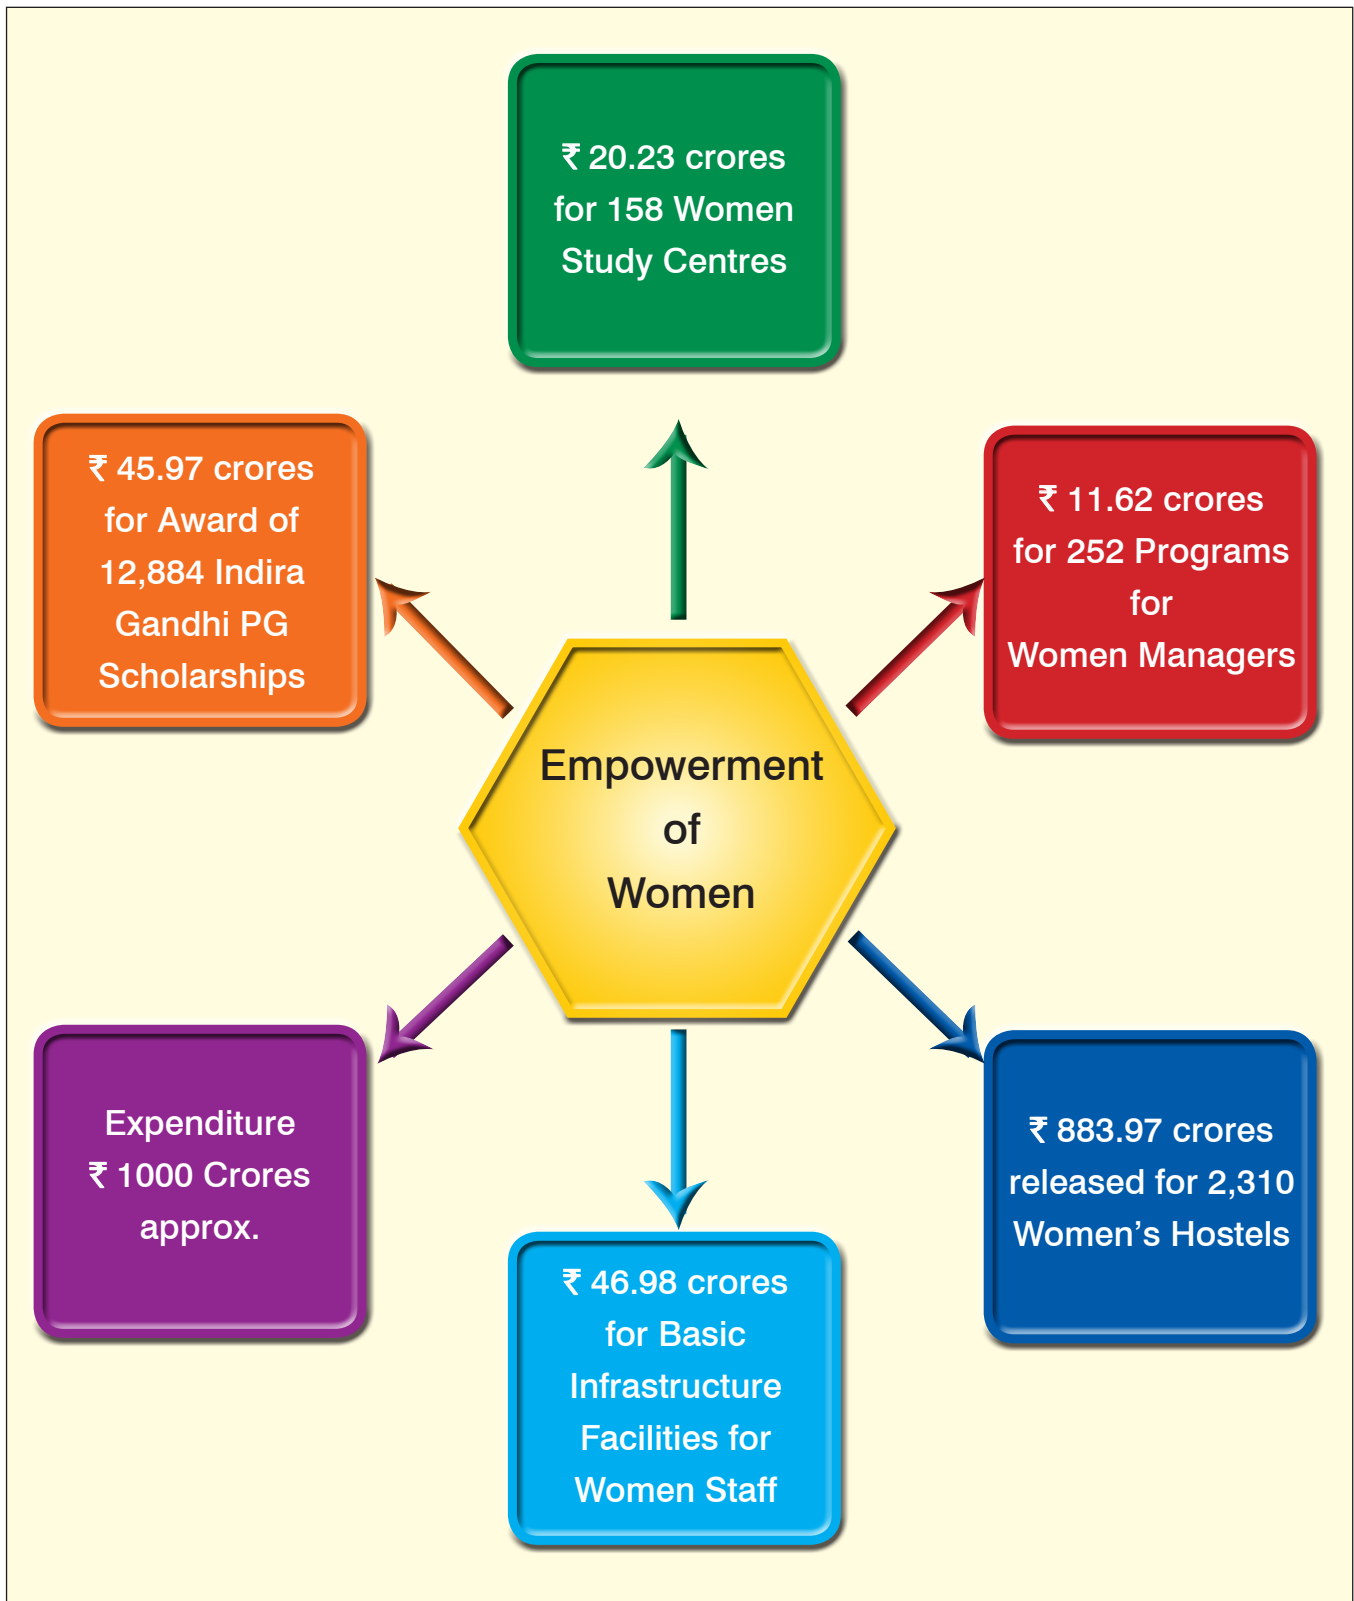 ₹ 20.23 crores
for 158 Women
Study Centres
₹ 45.97 crores
for Award of
12,884 Indira
Gandhi PG
Scholarships
₹ 11.62 crores
for 252 Programs
for
Women Managers
Empowerment
of
Women
Expenditure
₹ 1000 Crores
approx.
₹ 883.97 crores
released for 2,310
Women’s Hostels
₹ 46.98 crores
for Basic
Infrastructure
Facilities for
Women Staff